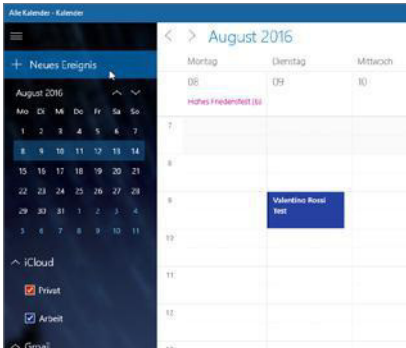 Alle Kalender - Kalender
+ Neues Ereignis
August 2016
Mo Di Mi Do Fr Sa So
1 2 3 4 5 6 7
8 9 10 11 12 13 14
15 16 17 18 19 20 21
22 23 24 25 26 27 28
29 30 31 1 2 3 4
5 6 7 8 9 10 11
iCloud
Privat
Arbeit
Gmail
August 2016
Montag Dienstag Mittwoch
08 09 10
Hohes Friedensfest
7
8
9
Valentino Rossi
Test
10
11
12